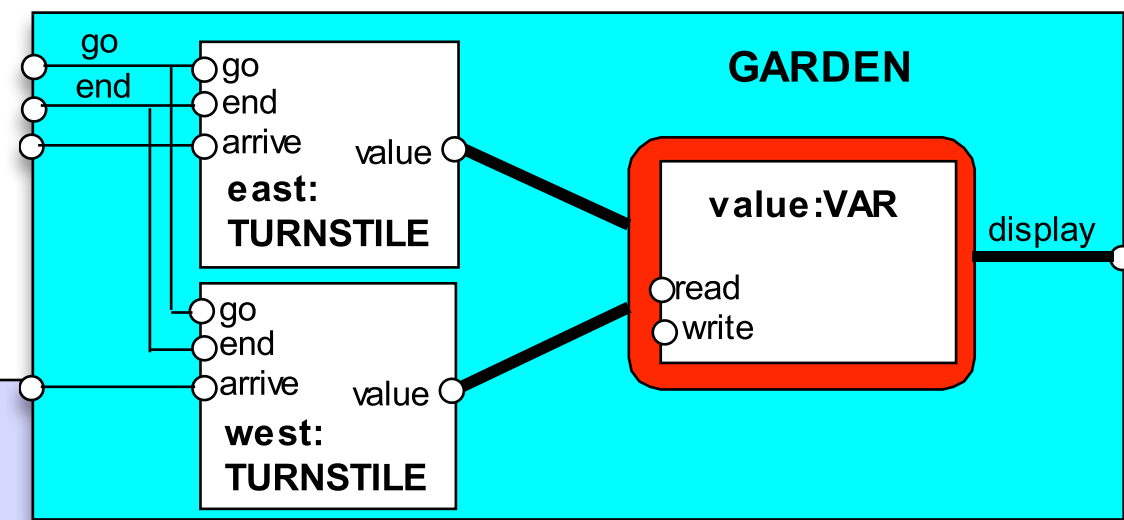 go
end
GARDEN
go
end
arrive
value
east:
TURNSTILE
value:VAR
read
write
display
go
end
arrive
value
west:
TURNSTILE